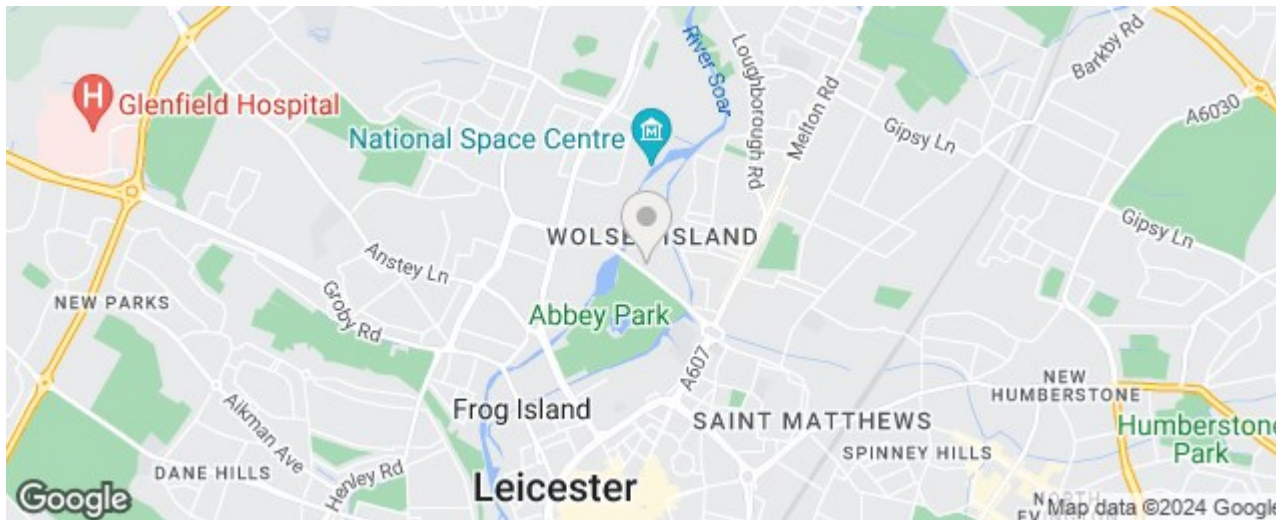 River Soar
Loughborough Rd
Melton Rd
Barkby Rd
A6030
H
Glenfield Hospital
National Space Centre
M
Gipsy Ln
WOLSEY ISLAND
Gipsy Ln
Anstey Ln
NEW PARKS
Groby Rd
Abbey Park
A607
NEW
HUMBERSTONE
Frog Island
Aikman Ave
SAINT MATTHEWS
Humberstone
Park
SPINNEY HILLS
DANE HILLS
Henley Rd
Leicester
Google
Map data ©2024 Google